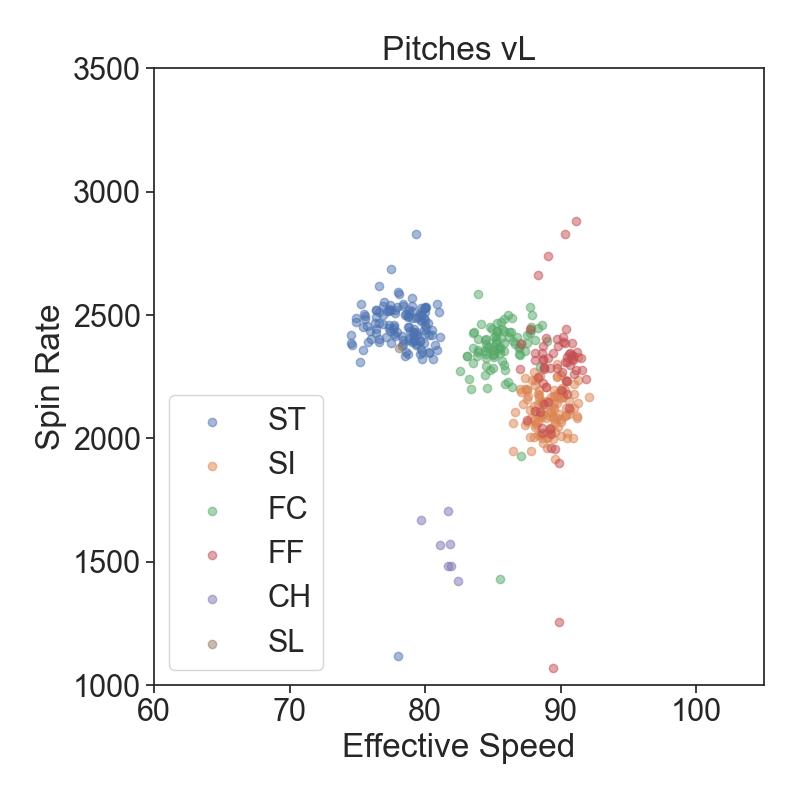 Pitches vL
3500
3000
2500
2000
1500
1000
Spin Rate
ST
SI
FC
FF
CH
SL
60 70 80 90 100
Effective Speed